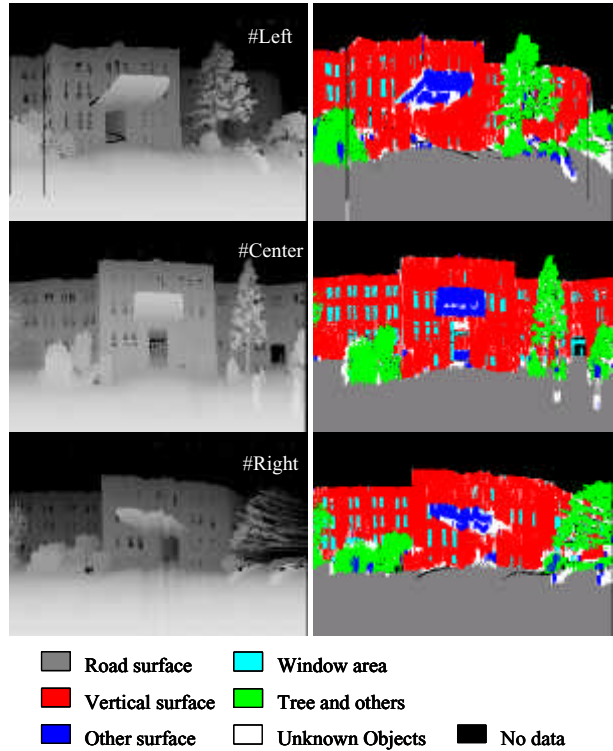 #Left
#Center
#Right
Road surface
Window area
Vertical surface
Tree and others
Other surface
Unknown Objects
No data